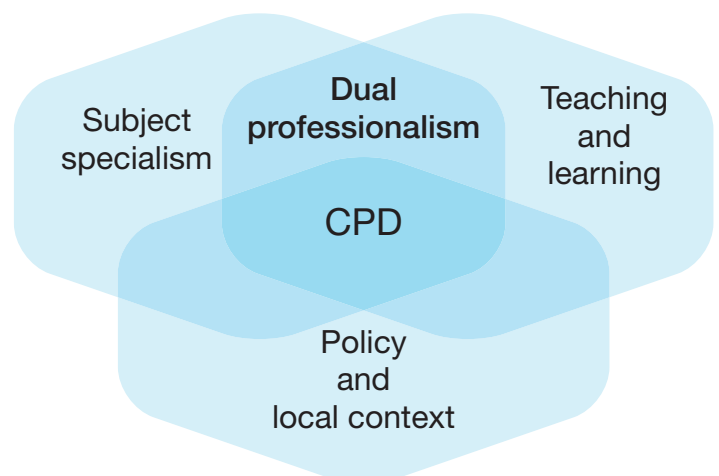 Subject
specialism
Dual
professionalism
Teaching
and
learning
CPD
Policy
and
local context